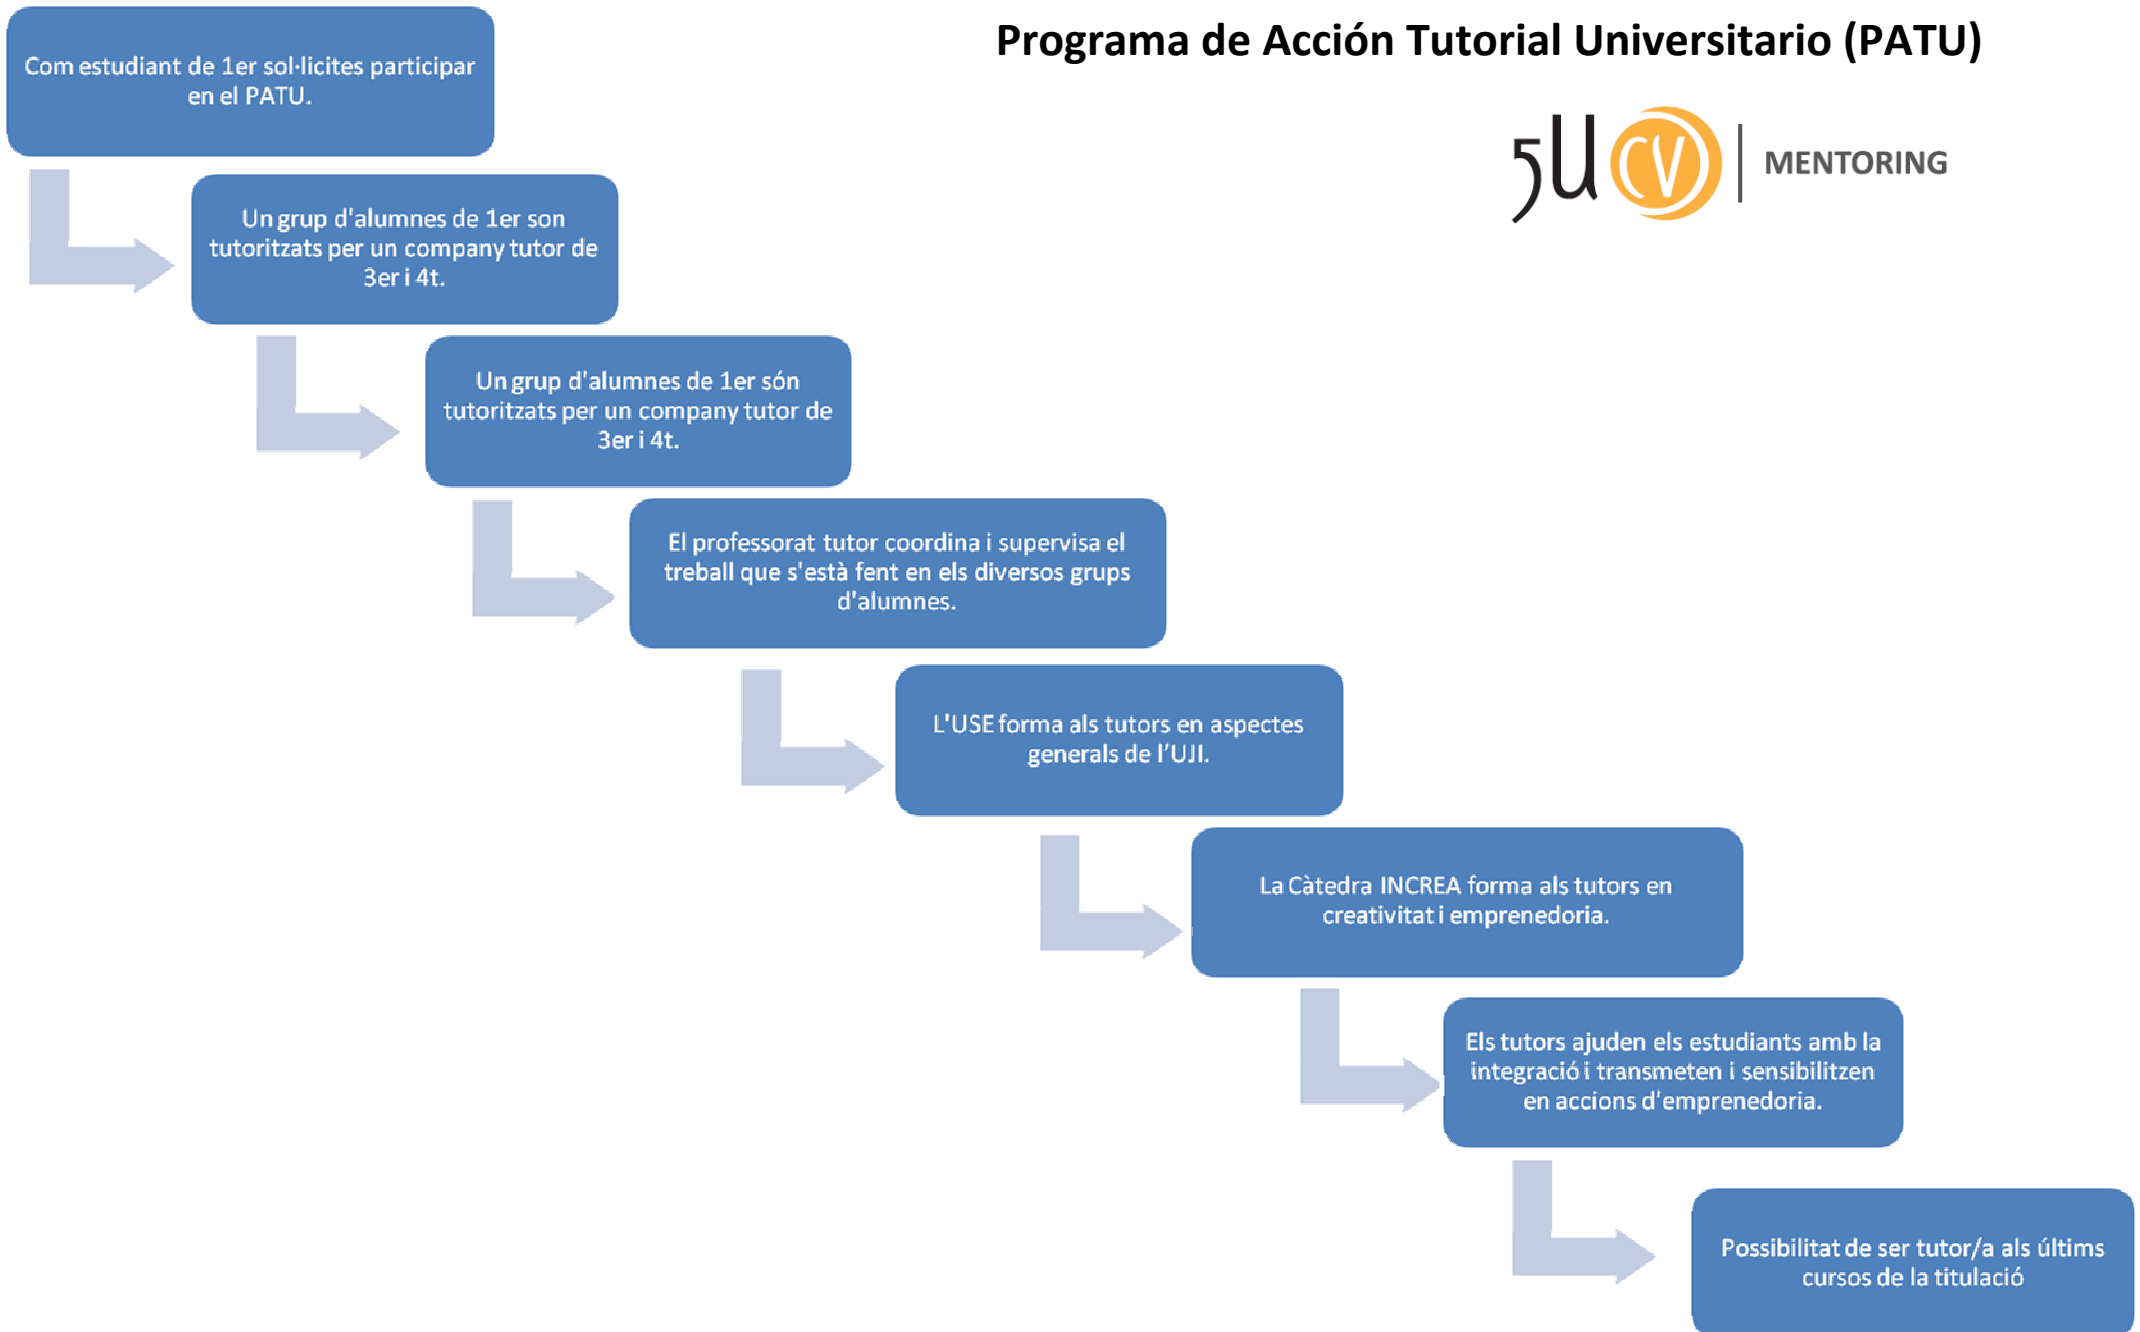 Programa de Acción Tutorial Universitario (PATU)
5U CV | MENTORING
Com estudiant de 1er sol·licites participar
en el PATU.
Un grup d'alumnes de 1er son
tutoritzats per un company tutor de
3er i 4t.
Un grup d'alumnes de 1er són
tutoritzats per un company tutor de
3er i 4t.
El professorat tutor coordina i supervisa el
treball que s'està fent en els diversos grups
d'alumnes.
L'USE forma als tutors en aspectes
generals de l’UJI.
La Càtedra INCREA forma als tutors en
creativitat i emprenedoria.
Els tutors ajuden els estudiants amb la
integració i transmeten i sensibilitzen
en accions d'emprenedoria.
Possibilitat de ser tutor/a als últims
cursos de la titulació